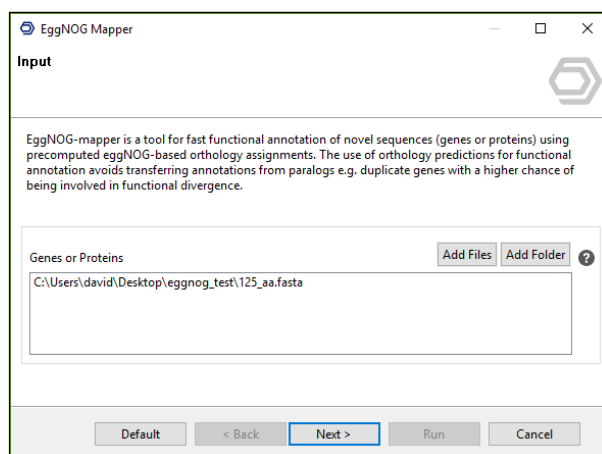 EggNOG Mapper
Input
EggNOG-mapper is a tool for fast functional annotation of novel sequences (genes or proteins) using
precomputed eggNOG-based orthology assignments. The use of orthology predictions for functional
annotation avoids transferring annotations from paralogs e.g. duplicate genes with a higher chance of
being involved in functional divergence.
Genes or Proteins
Add Files
Add Folder
?
C:\Users\david\Desktop\eggnog_test\125_aa.fasta
Default
< Back
Next >
Run
Cancel